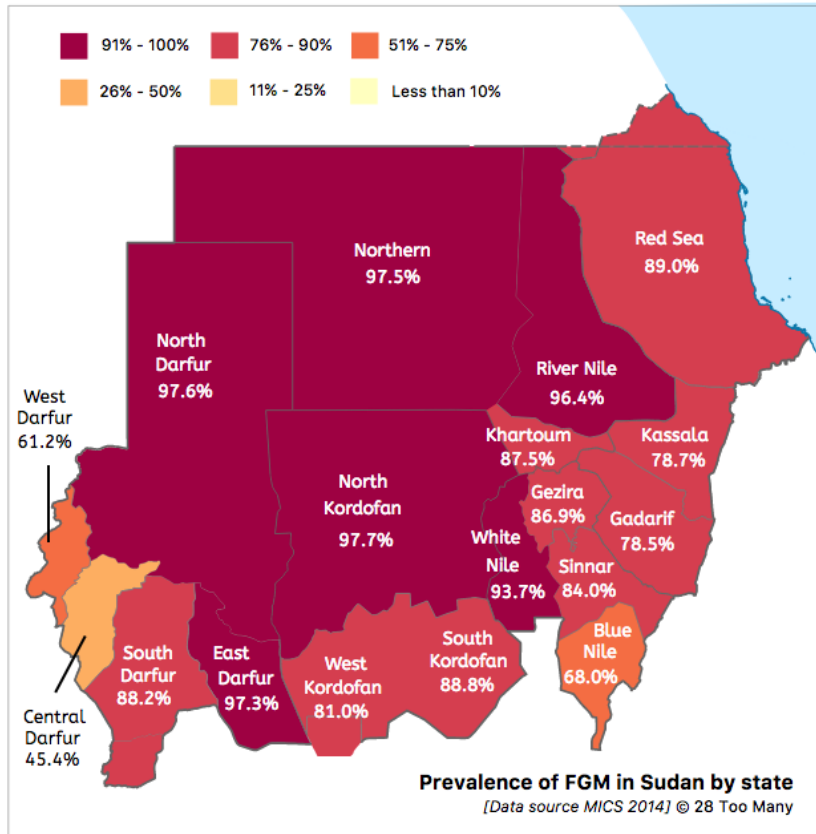 91% - 100%
76% - 90%
51% - 75%
26% - 50%
11% - 25%
Less than 10%
Northern
97.5%
Red Sea
89.0%
North
Darfur
97.6%
River Nile
96.4%
West
Darfur
61.2%
Khartoum
87.5%
Kassala
78.7%
North
Kordofan
97.7%
Gezira
86.9%
Gadarif
78.5%
White
Nile
93.7%
Sinnar
84.0%
Blue
Nile
68.0%
South
Darfur
88.2%
East
Darfur
97.3%
West
Kordofan
81.0%
South
Kordofan
88.8%
Central
Darfur
45.4%
Prevalence of FGM in Sudan by state
[Data source MICS 2014] © 28 Too Many